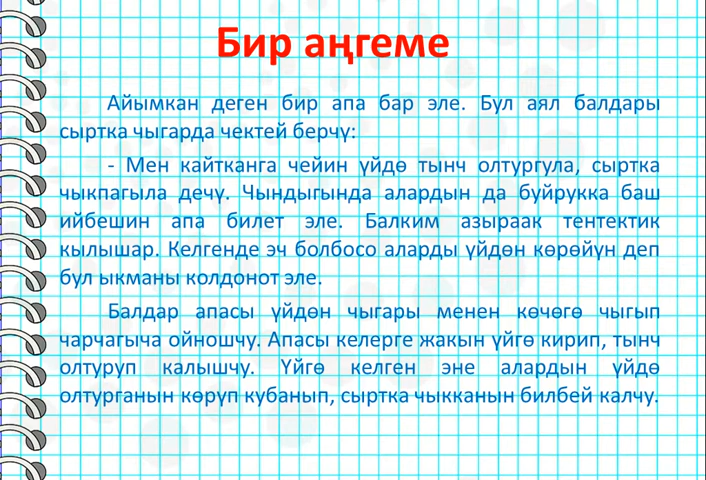 Бир аңгеме
Айымкан деген бир апа бар эле. Бул аял балдары
сыртка чыгарда чектей берчү:
- Мен кайтканга чейин үйдө тынч олтургула, сыртка
чыкпагыла дечү. Чындыгында алардын да буйрукка баш
ийбешин апа билет эле. Балким азыраак тентектик
кылышар. Келгенде эч болбосо аларды үйдөн көрөйүн деп
бул ыкманы колдонот эле.
Балдар апасы үйдөн чыгары менен көчөгө чыгып
чарчагыча ойношчу. Апасы келерге жакын үйгө кирип, тынч
олтуруп калышчу. Үйгө келген эне алардын үйдө
олтурганын көрүп кубанып, сыртка чыкканын билбей калчу.